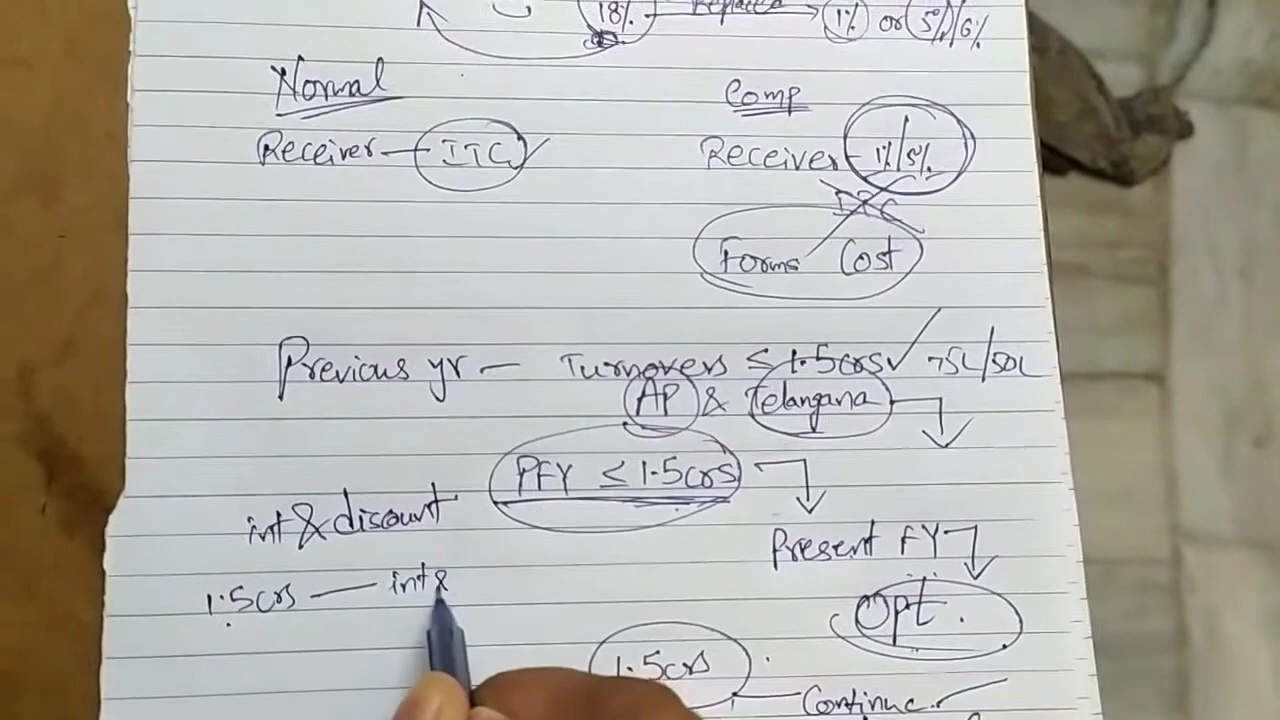 18% Replaced 1% or 5%/6%
Normal Comp
Receiver — ITC Receiver — 1%/5%
ITC
Forms Cost
Previous yr — Turnovers ≤ 1.5crs 75L/50L
AP & Telangana
PFY ≤ 1.5crs
int & discount
Present FY
1.5crs — int &
Opt.
1.5crs
Continue